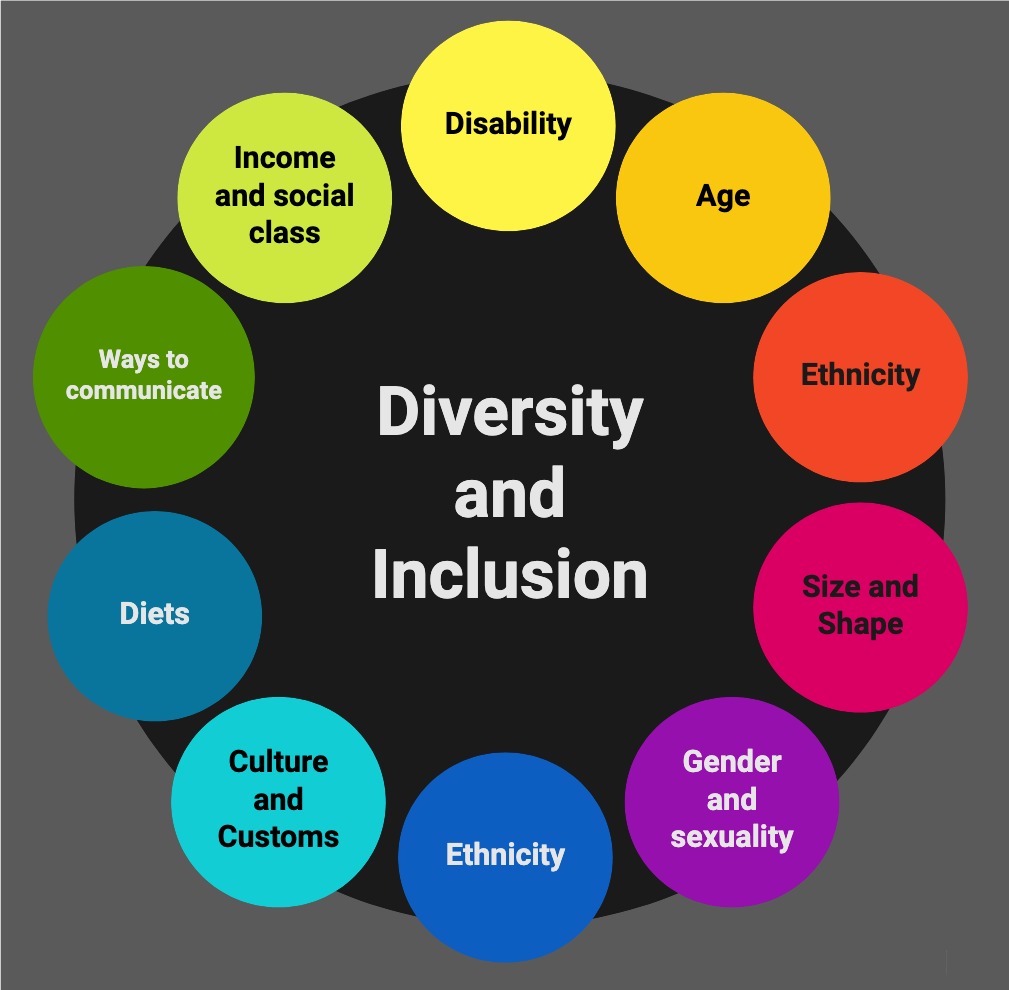 Disability
Income
and social
class
Age
Ways to
communicate
Ethnicity
Diversity
and
Inclusion
Diets
Size and
Shape
Culture
and
Customs
Gender
and
sexuality
Ethnicity